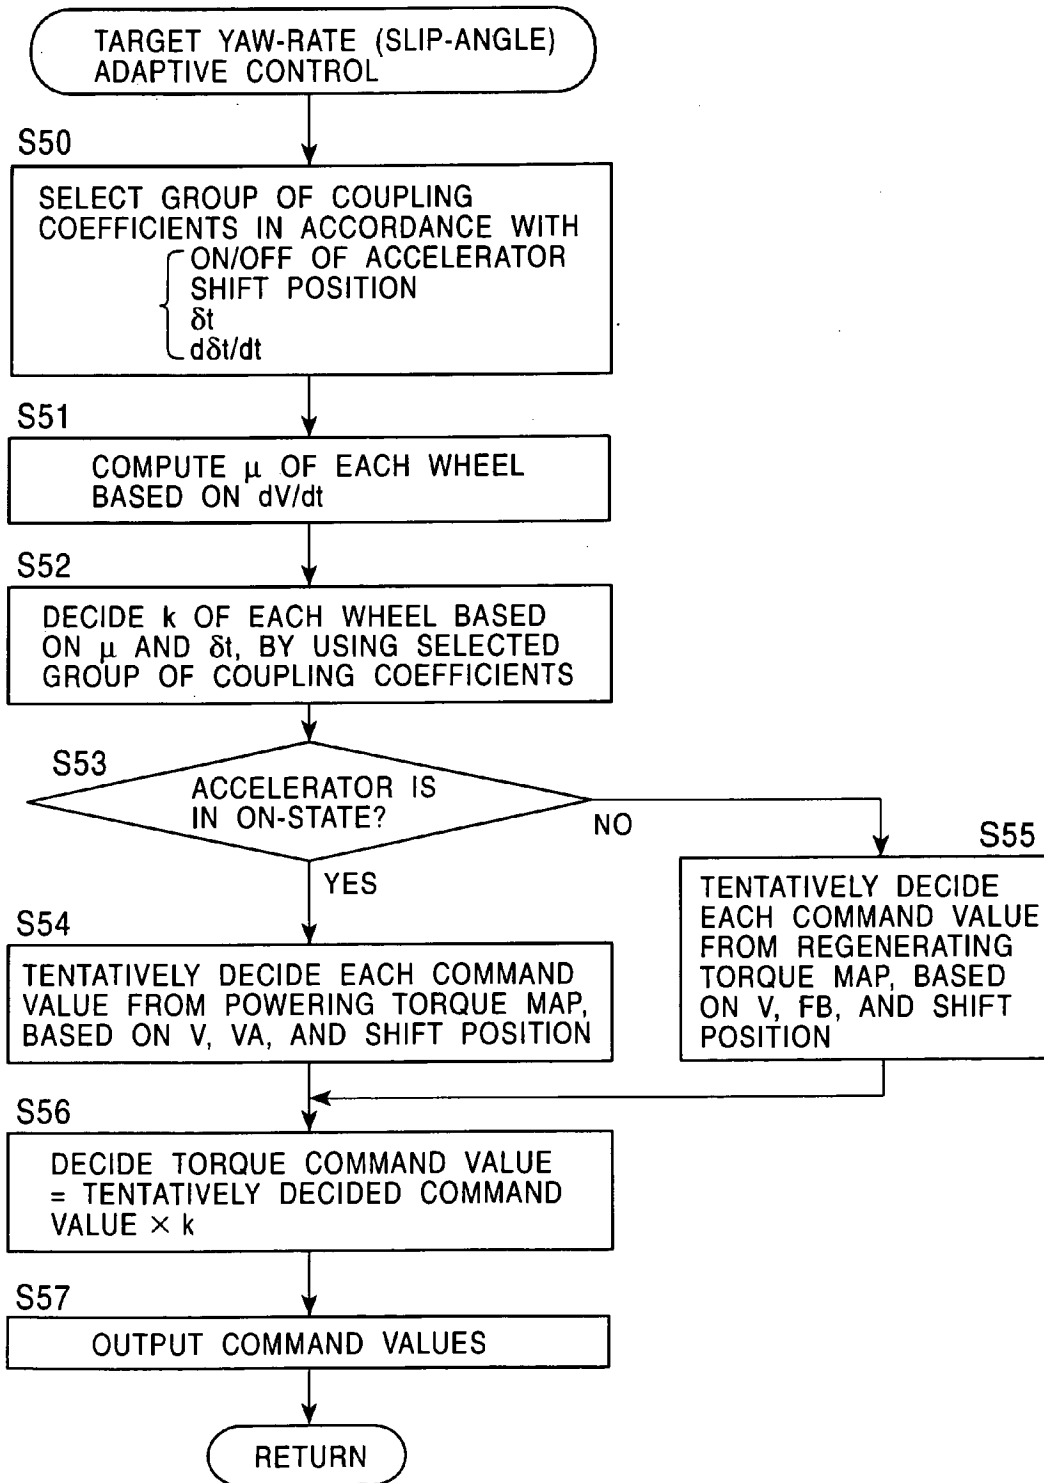 TARGET YAW-RATE (SLIP-ANGLE)
ADAPTIVE CONTROL
S50
SELECT GROUP OF COUPLING
COEFFICIENTS IN ACCORDANCE WITH
ON/OFF OF ACCELERATOR
SHIFT POSITION
δt
dδt/dt
S51
COMPUTE μ OF EACH WHEEL
BASED ON dV/dt
S52
DECIDE k OF EACH WHEEL BASED
ON μ AND δt, BY USING SELECTED
GROUP OF COUPLING COEFFICIENTS
S53
ACCELERATOR IS
IN ON-STATE?
NO
YES
S55
TENTATIVELY DECIDE
EACH COMMAND VALUE
FROM REGENERATING
TORQUE MAP, BASED
ON V, FB, AND SHIFT
POSITION
S54
TENTATIVELY DECIDE EACH COMMAND
VALUE FROM POWERING TORQUE MAP,
BASED ON V, VA, AND SHIFT POSITION
S56
DECIDE TORQUE COMMAND VALUE
= TENTATIVELY DECIDED COMMAND
VALUE × k
S57
OUTPUT COMMAND VALUES
RETURN